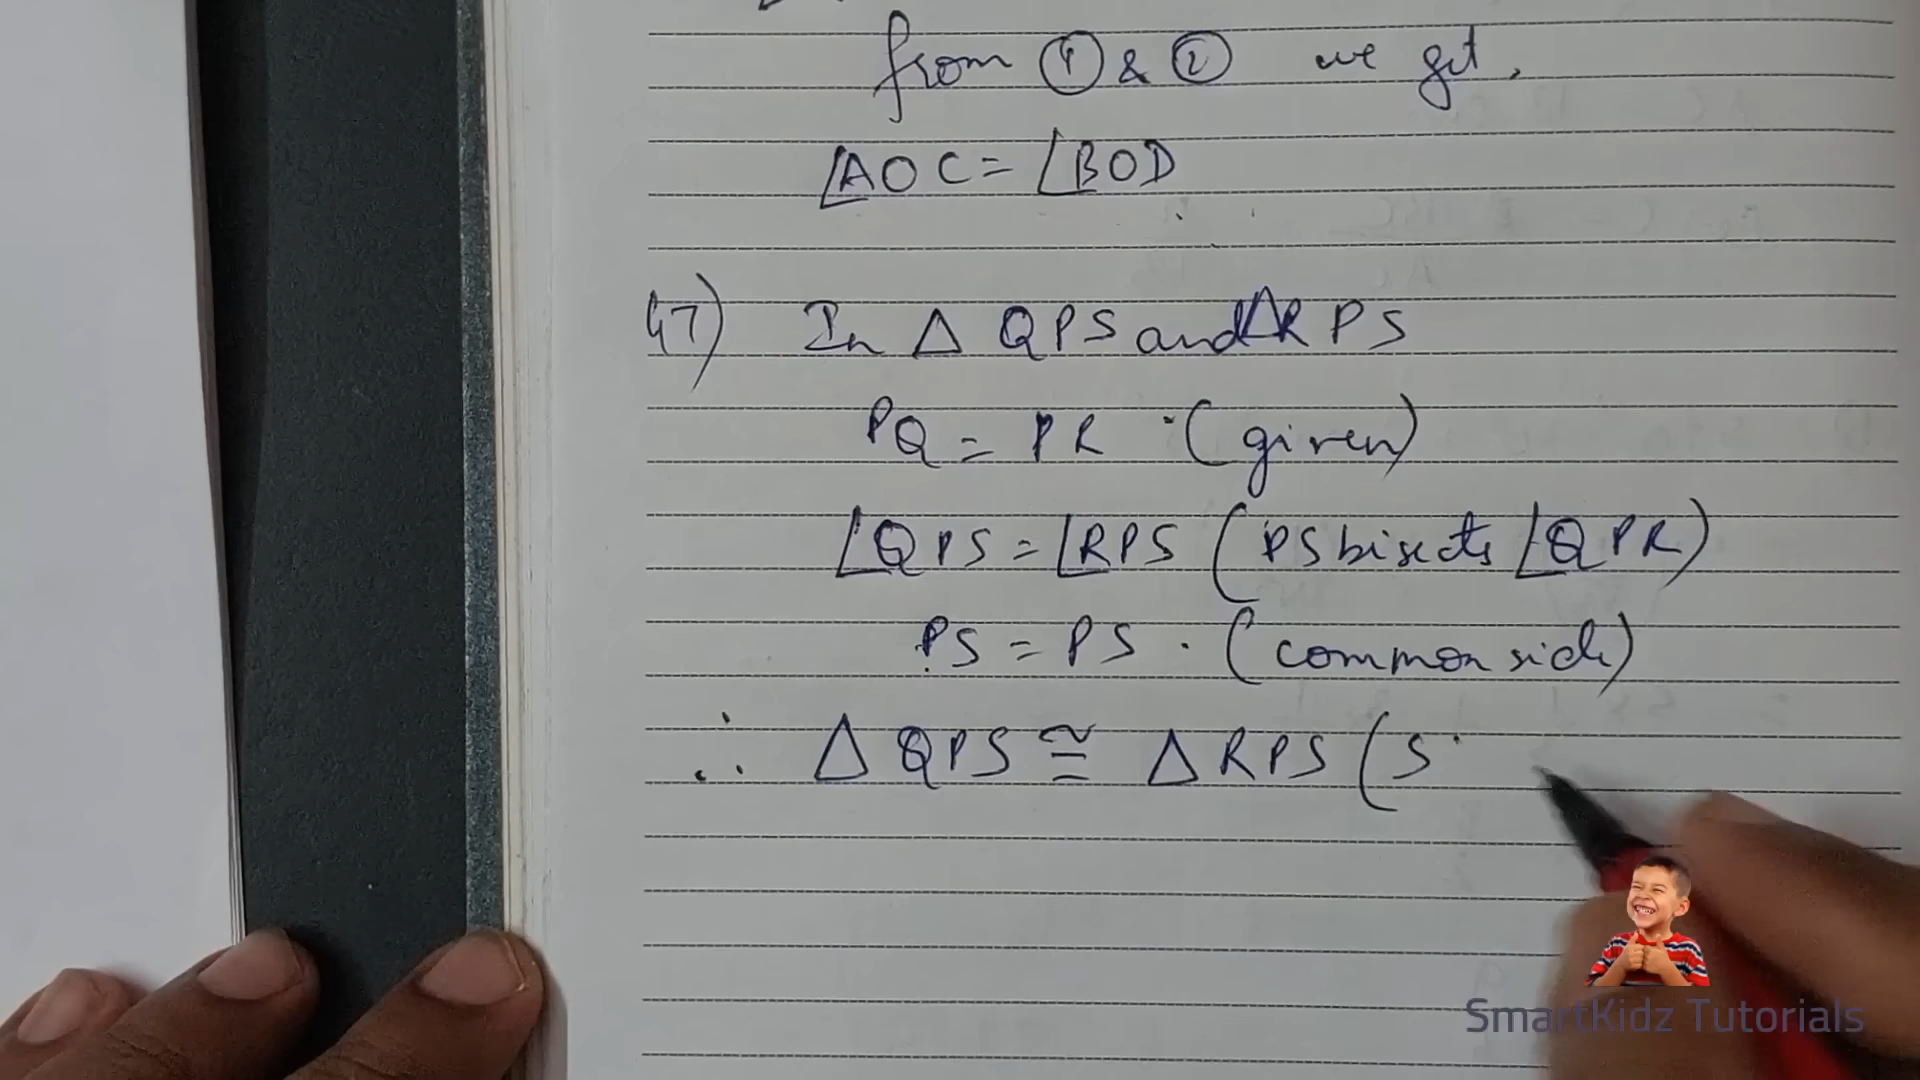 from ① & ② we get,
∠AOC = ∠BOD
47) In Δ QPS and ΔRPS
PQ = PR (given)
∠QPS = ∠RPS (PS bisects ∠QPR)
PS = PS (common side)
∴ Δ QPS ≅ Δ RPS (S
SmartKidz Tutorials